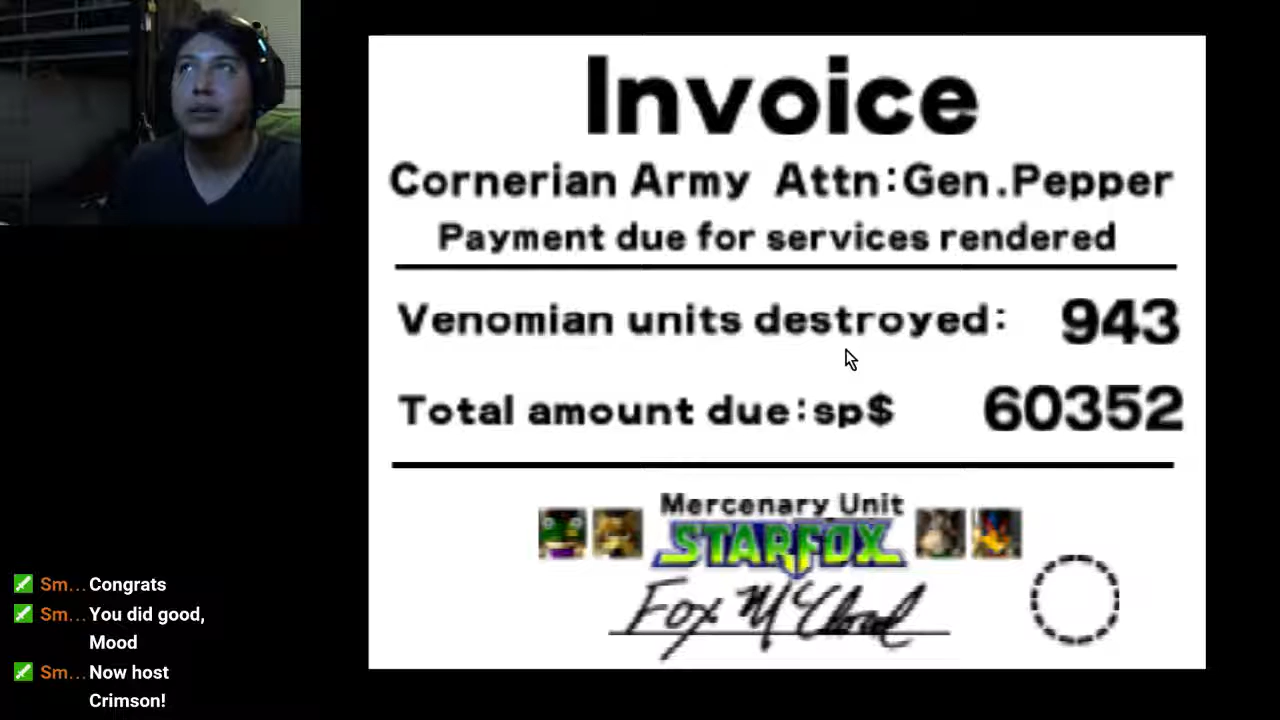 Invoice
Cornerian Army Attn:Gen.Pepper
Payment due for services rendered
Venomian units destroyed: 943
Total amount due:sp$ 60352
Mercenary Unit
STARFOX
Fox McCloud
Sm... Congrats
Sm... You did good,
Mood
Sm... Now host
Crimson!